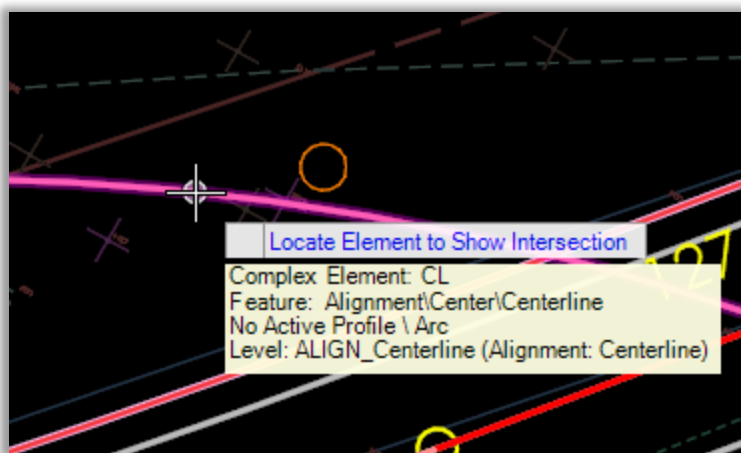 Locate Element to Show Intersection
Complex Element: CL
Feature: Alignment\Center\Centerline
No Active Profile \ Arc
Level: ALIGN_Centerline (Alignment: Centerline)
127